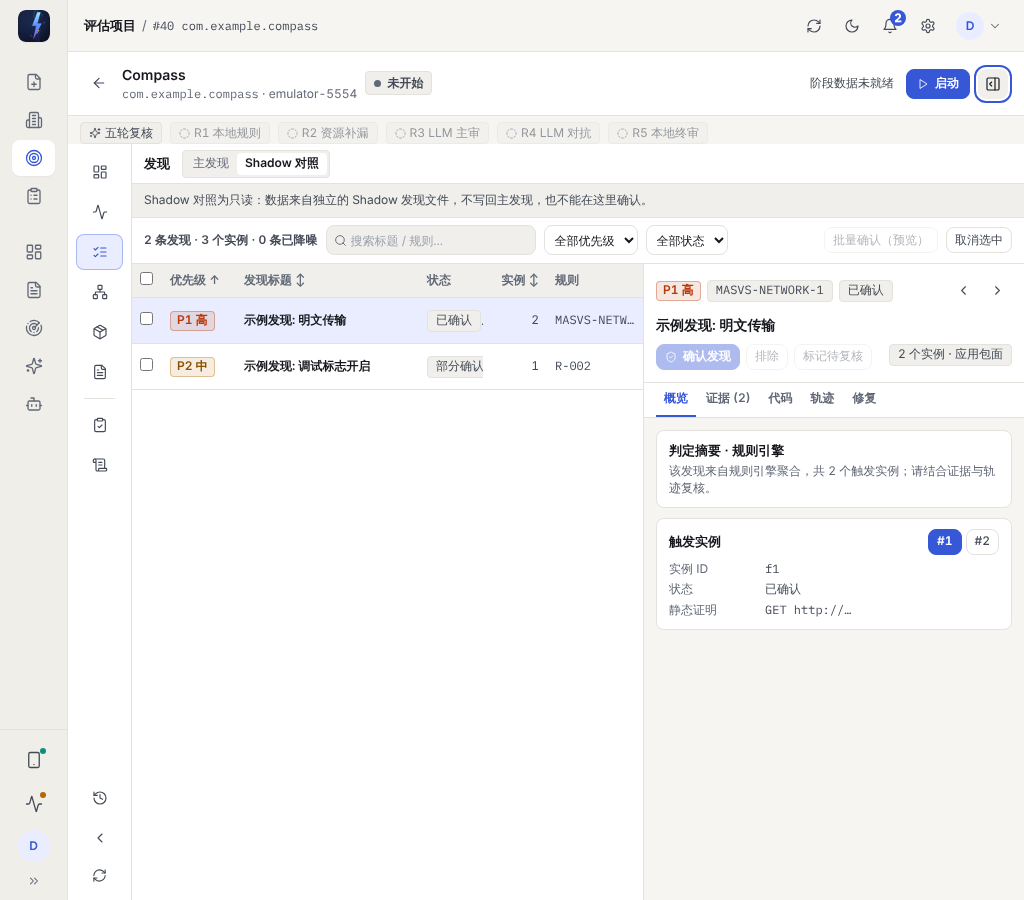 评估项目 / #40 com.example.compass
2
D
Compass
com.example.compass · emulator-5554
未开始
阶段数据未就绪
启动
五轮复核
R1 本地规则
R2 资源补漏
R3 LLM 主审
R4 LLM 对抗
R5 本地终审
发现
主发现
Shadow 对照
Shadow 对照为只读：数据来自独立的 Shadow 发现文件，不写回主发现，也不能在这里确认。
2 条发现 · 3 个实例 · 0 条已降噪
搜索标题 / 规则…
全部优先级
全部状态
批量确认（预览）
取消选中
优先级 发现标题 状态 实例 规则
P1 高 示例发现: 明文传输 已确认 2 MASVS-NETW…
P2 中 示例发现: 调试标志开启 部分确认 1 R-002
P1 高 MASVS-NETWORK-1 已确认
示例发现: 明文传输
确认发现
排除
标记待复核
2 个实例 · 应用包面
概览 证据 (2) 代码 轨迹 修复
判定摘要 · 规则引擎
该发现来自规则引擎聚合，共 2 个触发实例；请结合证据与轨
迹复核。
触发实例
#1 #2
实例 ID f1
状态 已确认
静态证明 GET http://…
D